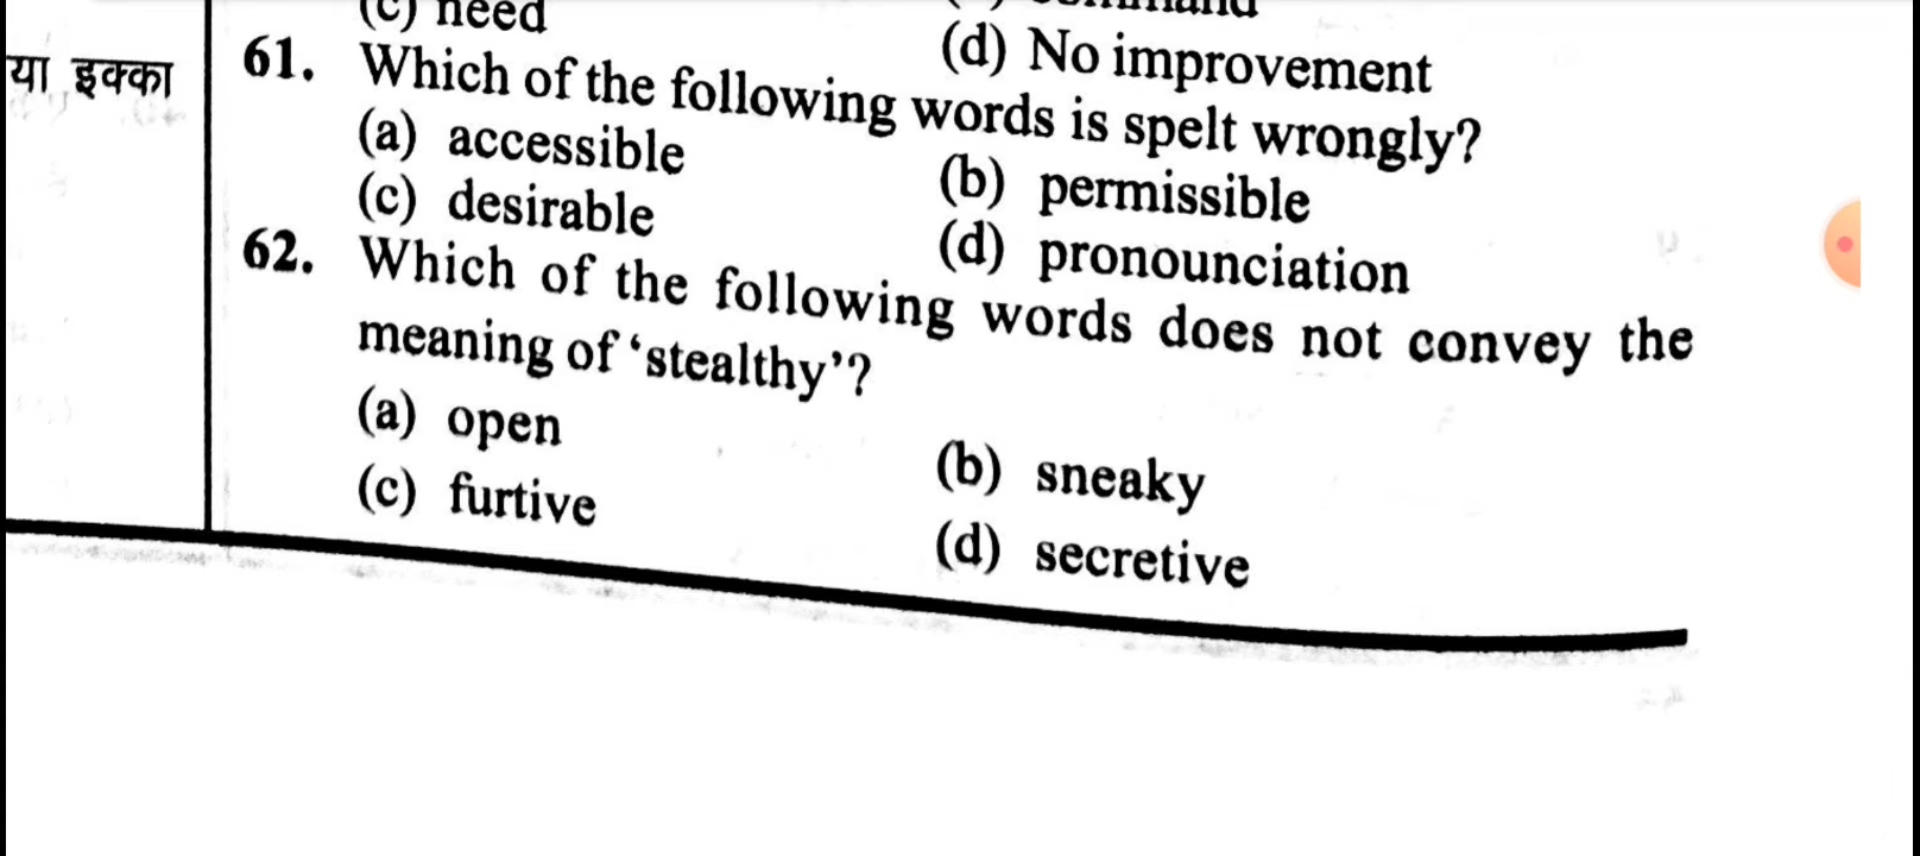 या इक्का
(c) need
(d) No improvement
61. Which of the following words is spelt wrongly?
(a) accessible
(b) permissible
(c) desirable
(d) pronounciation
62. Which of the following words does not convey the
meaning of ‘stealthy’?
(a) open
(b) sneaky
(c) furtive
(d) secretive